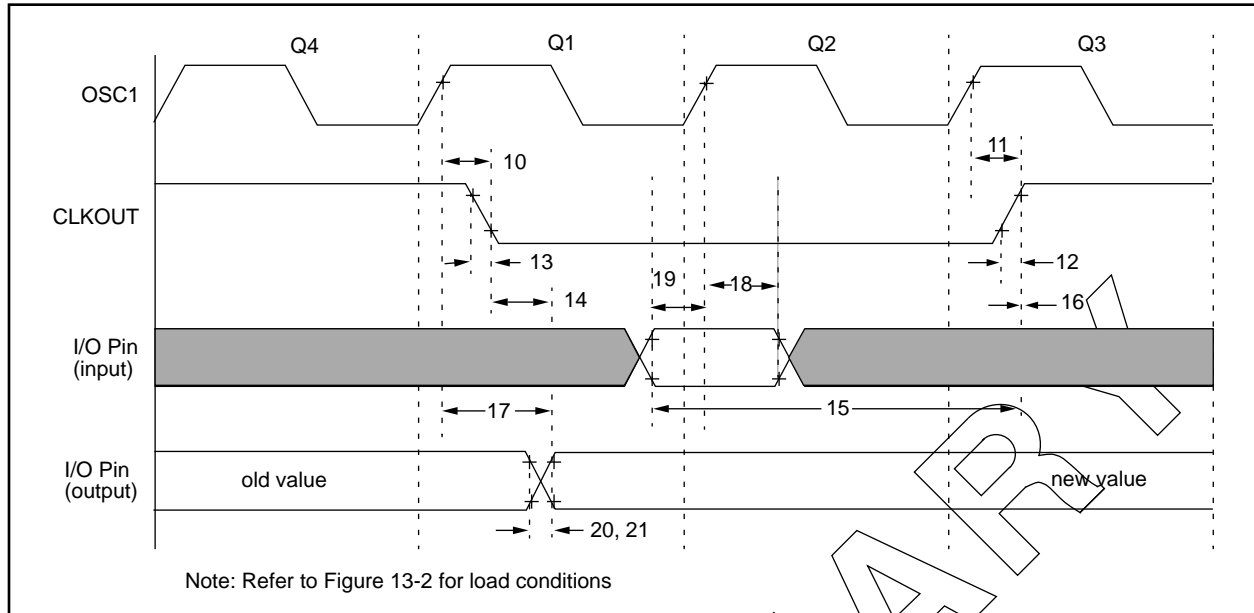 Q4 Q1 Q2 Q3
OSC1
10
11
CLKOUT
13
12
14
19
18
16
I/O Pin
(input)
17
15
I/O Pin
(output)
old value
new value
20, 21
Note: Refer to Figure 13-2 for load conditions
A R Y